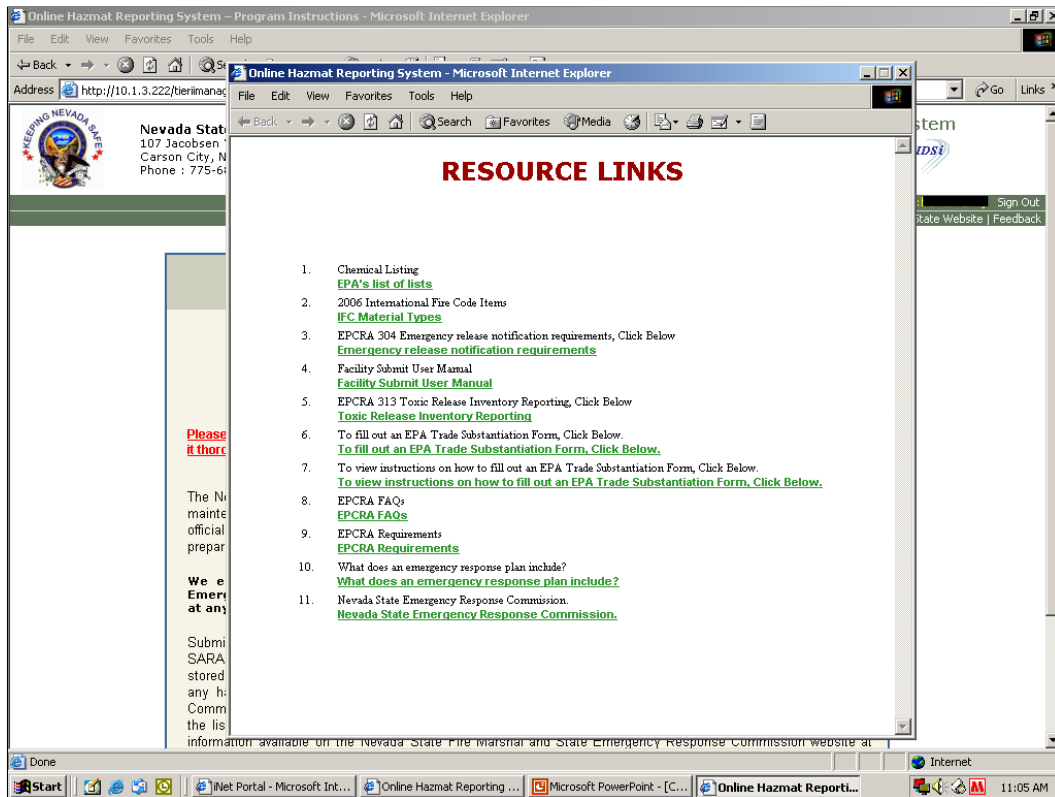 Online Hazmat Reporting System – Program Instructions - Microsoft Internet Explorer
File Edit View Favorites Tools Help
Back
Address http://10.1.3.222/tieriimanag
Go Links
KEEPING NEVADA SAFE
Nevada Stat
107 Jacobsen
Carson City, N
Phone : 775-6
stem
IDSi
Sign Out
State Website | Feedback
Online Hazmat Reporting System - Microsoft Internet Explorer
File Edit View Favorites Tools Help
Back Search Favorites Media
RESOURCE LINKS
1. Chemical Listing
EPA's list of lists
2. 2006 International Fire Code Items
IFC Material Types
3. EPCRA 304 Emergency release notification requirements, Click Below
Emergency release notification requirements
4. Facility Submit User Manual
Facility Submit User Manual
5. EPCRA 313 Toxic Release Inventory Reporting, Click Below
Toxic Release Inventory Reporting
6. To fill out an EPA Trade Substantiation Form, Click Below.
To fill out an EPA Trade Substantiation Form, Click Below.
7. To view instructions on how to fill out an EPA Trade Substantiation Form, Click Below.
To view instructions on how to fill out an EPA Trade Substantiation Form, Click Below.
8. EPCRA FAQs
EPCRA FAQs
9. EPCRA Requirements
EPCRA Requirements
10. What does an emergency response plan include?
What does an emergency response plan include?
11. Nevada State Emergency Response Commission.
Nevada State Emergency Response Commission.
Please
it thoro
The Ne
mainte
official
prepar
We e
Emerg
at any
Submi
SARA
stored
any ha
Comm
the lis
information available on the Nevada State Fire Marshal and State Emergency Response Commission website at
Done
Internet
Start iNet Portal - Microsoft Int... Online Hazmat Reporting ... Microsoft PowerPoint - [C... Online Hazmat Reporti... 11:05 AM